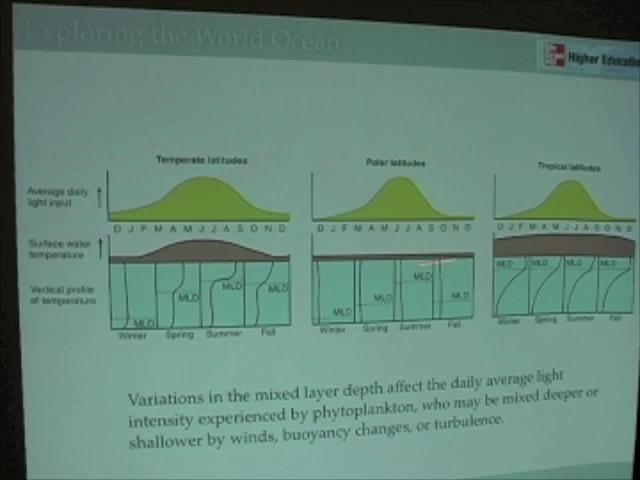 Exploring the World Ocean
Higher Educatio
Temperate latitudes
Polar latitudes
Tropical latitudes
Average daily
light input
D J F M A M J J A S O N D
D J F M A M J J A S O N D
D J F M A M J J A S O N D
Surface water
temperature
Vertical profile
of temperature
MLD MLD MLD MLD
MLD MLD MLD MLD
MLD MLD MLD MLD
Winter Spring Summer Fall
Winter Spring Summer Fall
Winter Spring Summer Fall
Variations in the mixed layer depth affect the daily average light
intensity experienced by phytoplankton, who may be mixed deeper or
shallower by winds, buoyancy changes, or turbulence.